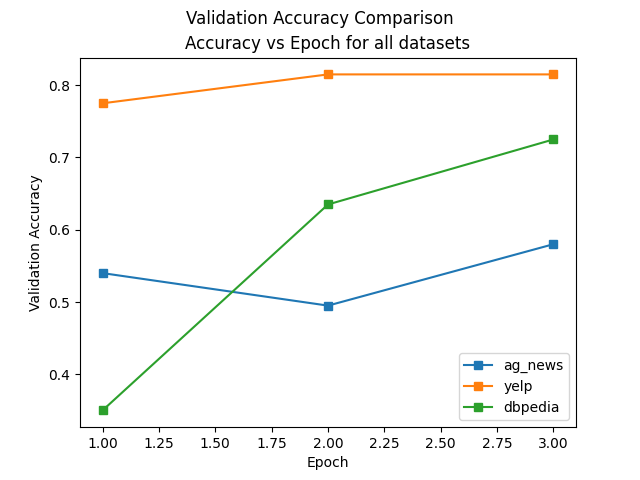 Validation Accuracy Comparison
Accuracy vs Epoch for all datasets
Validation Accuracy
0.8
0.7
0.6
0.5
0.4
ag_news
yelp
dbpedia
1.00 1.25 1.50 1.75 2.00 2.25 2.50 2.75 3.00
Epoch